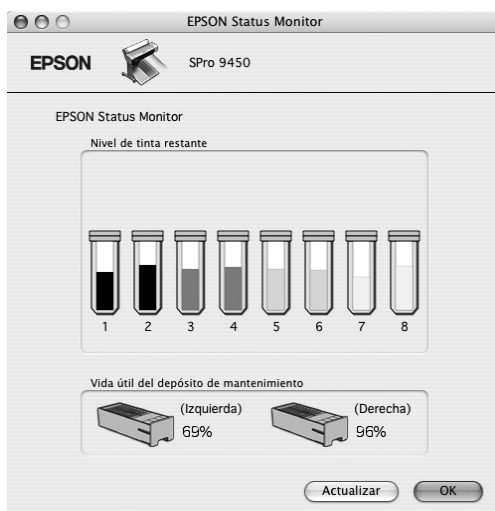 EPSON Status Monitor
EPSON SPro 9450
EPSON Status Monitor
Nivel de tinta restante
1 2 3 4 5 6 7 8
Vida útil del depósito de mantenimiento
(Izquierda) (Derecha)
69% 96%
Actualizar OK